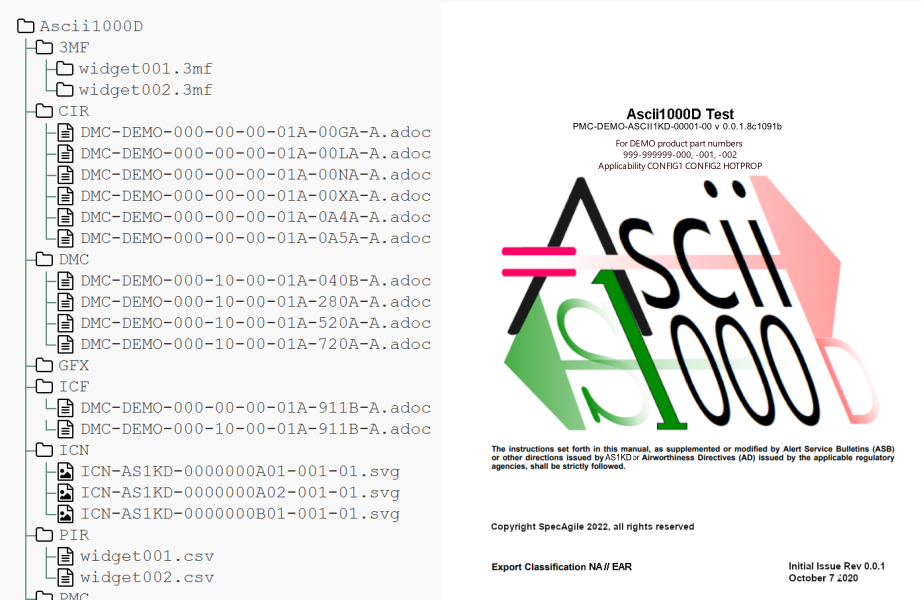 Ascii1000D
3MF
widget001.3mf
widget002.3mf
CIR
DMC-DEMO-000-00-00-01A-00GA-A.adoc
DMC-DEMO-000-00-00-01A-00LA-A.adoc
DMC-DEMO-000-00-00-01A-00NA-A.adoc
DMC-DEMO-000-00-00-01A-00XA-A.adoc
DMC-DEMO-000-00-00-01A-0A4A-A.adoc
DMC-DEMO-000-00-00-01A-0A5A-A.adoc
DMC
DMC-DEMO-000-10-00-01A-040B-A.adoc
DMC-DEMO-000-10-00-01A-280A-A.adoc
DMC-DEMO-000-10-00-01A-520A-A.adoc
DMC-DEMO-000-10-00-01A-720A-A.adoc
GFX
ICF
DMC-DEMO-000-00-00-01A-911B-A.adoc
DMC-DEMO-000-10-00-01A-911B-A.adoc
ICN
ICN-AS1KD-0000000A01-001-01.svg
ICN-AS1KD-0000000A02-001-01.svg
ICN-AS1KD-0000000B01-001-01.svg
PIR
widget001.csv
widget002.csv
PMC
Ascii1000D Test
PMC-DEMO-ASCII1KD-00001-00 v 0.0.1.8c1091b
For DEMO product part numbers
999-999999-000, -001, -002
Applicability CONFIG1 CONFIG2 HOTPROP
Ascii
S1000D
The instructions set forth in this manual, as supplemented or modified by Alert Service Bulletins (ASB)
or other directions issued by AS1KD or Airworthiness Directives (AD) issued by the applicable regulatory
agencies, shall be strictly followed.
Copyright SpecAgile 2022, all rights reserved
Export Classification NA // EAR
Initial Issue Rev 0.0.1
October 7 2020